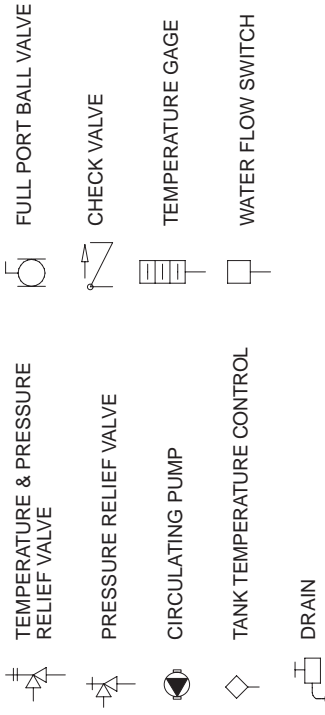 TEMPERATURE & PRESSURE
RELIEF VALVE
PRESSURE RELIEF VALVE
CIRCULATING PUMP
TANK TEMPERATURE CONTROL
DRAIN
FULL PORT BALL VALVE
CHECK VALVE
TEMPERATURE GAGE
WATER FLOW SWITCH